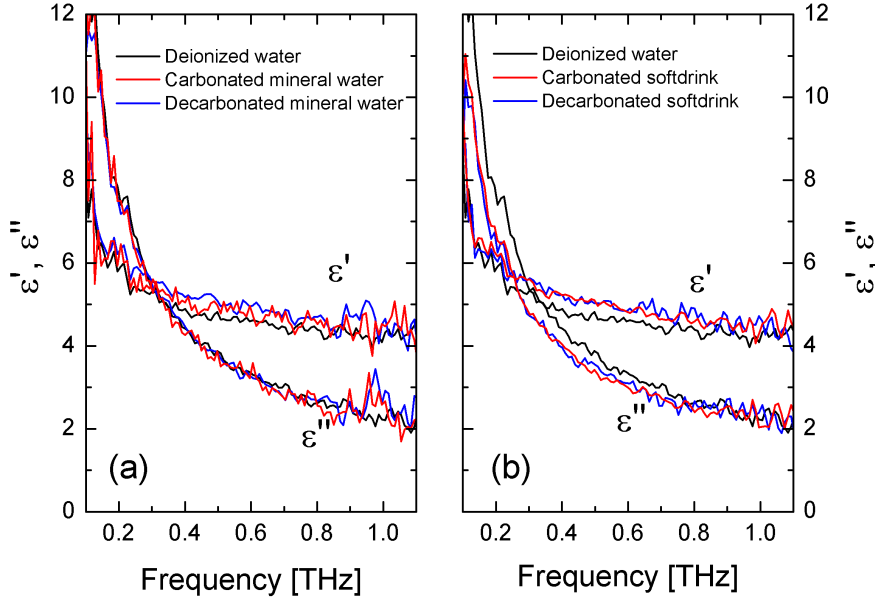 12
10
8
6
4
2
0
ε', ε"
Deionized water
Carbonated mineral water
Decarbonated mineral water
ε'
ε"
(a)
0.2 0.4 0.6 0.8 1.0
Frequency [THz]
Deionized water
Carbonated softdrink
Decarbonated softdrink
ε'
ε"
(b)
0.2 0.4 0.6 0.8 1.0
Frequency [THz]
12
10
8
6
4
2
0
ε', ε"